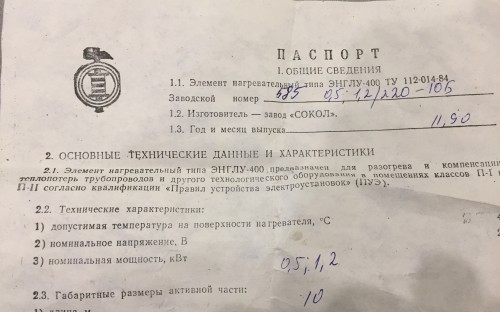 ПАСПОРТ
1. ОБЩИЕ СВЕДЕНИЯ
1.1. Элемент нагревательный типа ЭНГЛУ-400 ТУ 112-014-84
Заводской номер 585 0,5; 1,2/220-106
1.2. Изготовитель — завод «СОКОЛ».
1.3. Год и месяц выпуска 11,90
2. ОСНОВНЫЕ ТЕХНИЧЕСКИЕ ДАННЫЕ И ХАРАКТЕРИСТИКИ
2.1. Элемент нагревательный типа ЭНГЛУ-400 предназначен для разогрева и компенсации
теплопотерь трубопроводов и другого технологического оборудования в помещениях классов П-I и
П-II согласно квалификации «Правил устройства электроустановок» (ПУЭ).
2.2. Технические характеристики:
1) допустимая температура на поверхности нагревателя, °С
2) номинальное напряжение, В
3) номинальная мощность, кВт 0,5; 1,2
2.3. Габаритные размеры активной части:
10
1) длина, м